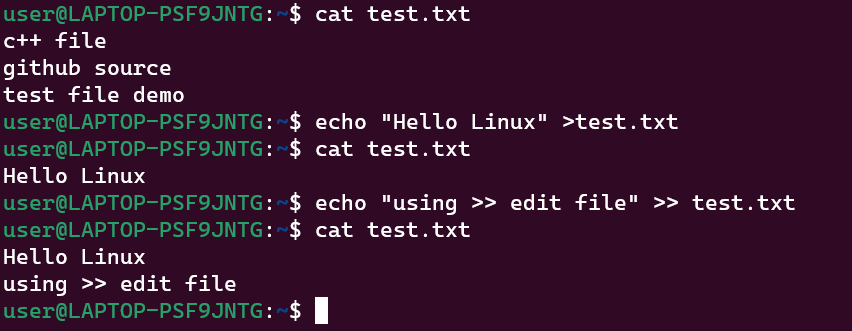 user@LAPTOP-PSF9JNTG:~$ cat test.txt
c++ file
github source
test file demo
user@LAPTOP-PSF9JNTG:~$ echo "Hello Linux" >test.txt
user@LAPTOP-PSF9JNTG:~$ cat test.txt
Hello Linux
user@LAPTOP-PSF9JNTG:~$ echo "using >> edit file" >> test.txt
user@LAPTOP-PSF9JNTG:~$ cat test.txt
Hello Linux
using >> edit file
user@LAPTOP-PSF9JNTG:~$